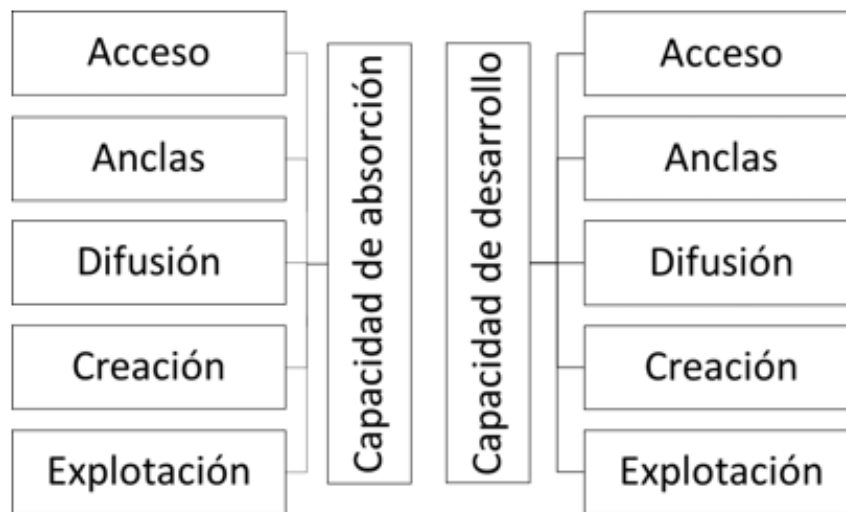 Acceso
Anclas
Difusión
Creación
Explotación
Capacidad de absorción
Capacidad de desarrollo
Acceso
Anclas
Difusión
Creación
Explotación